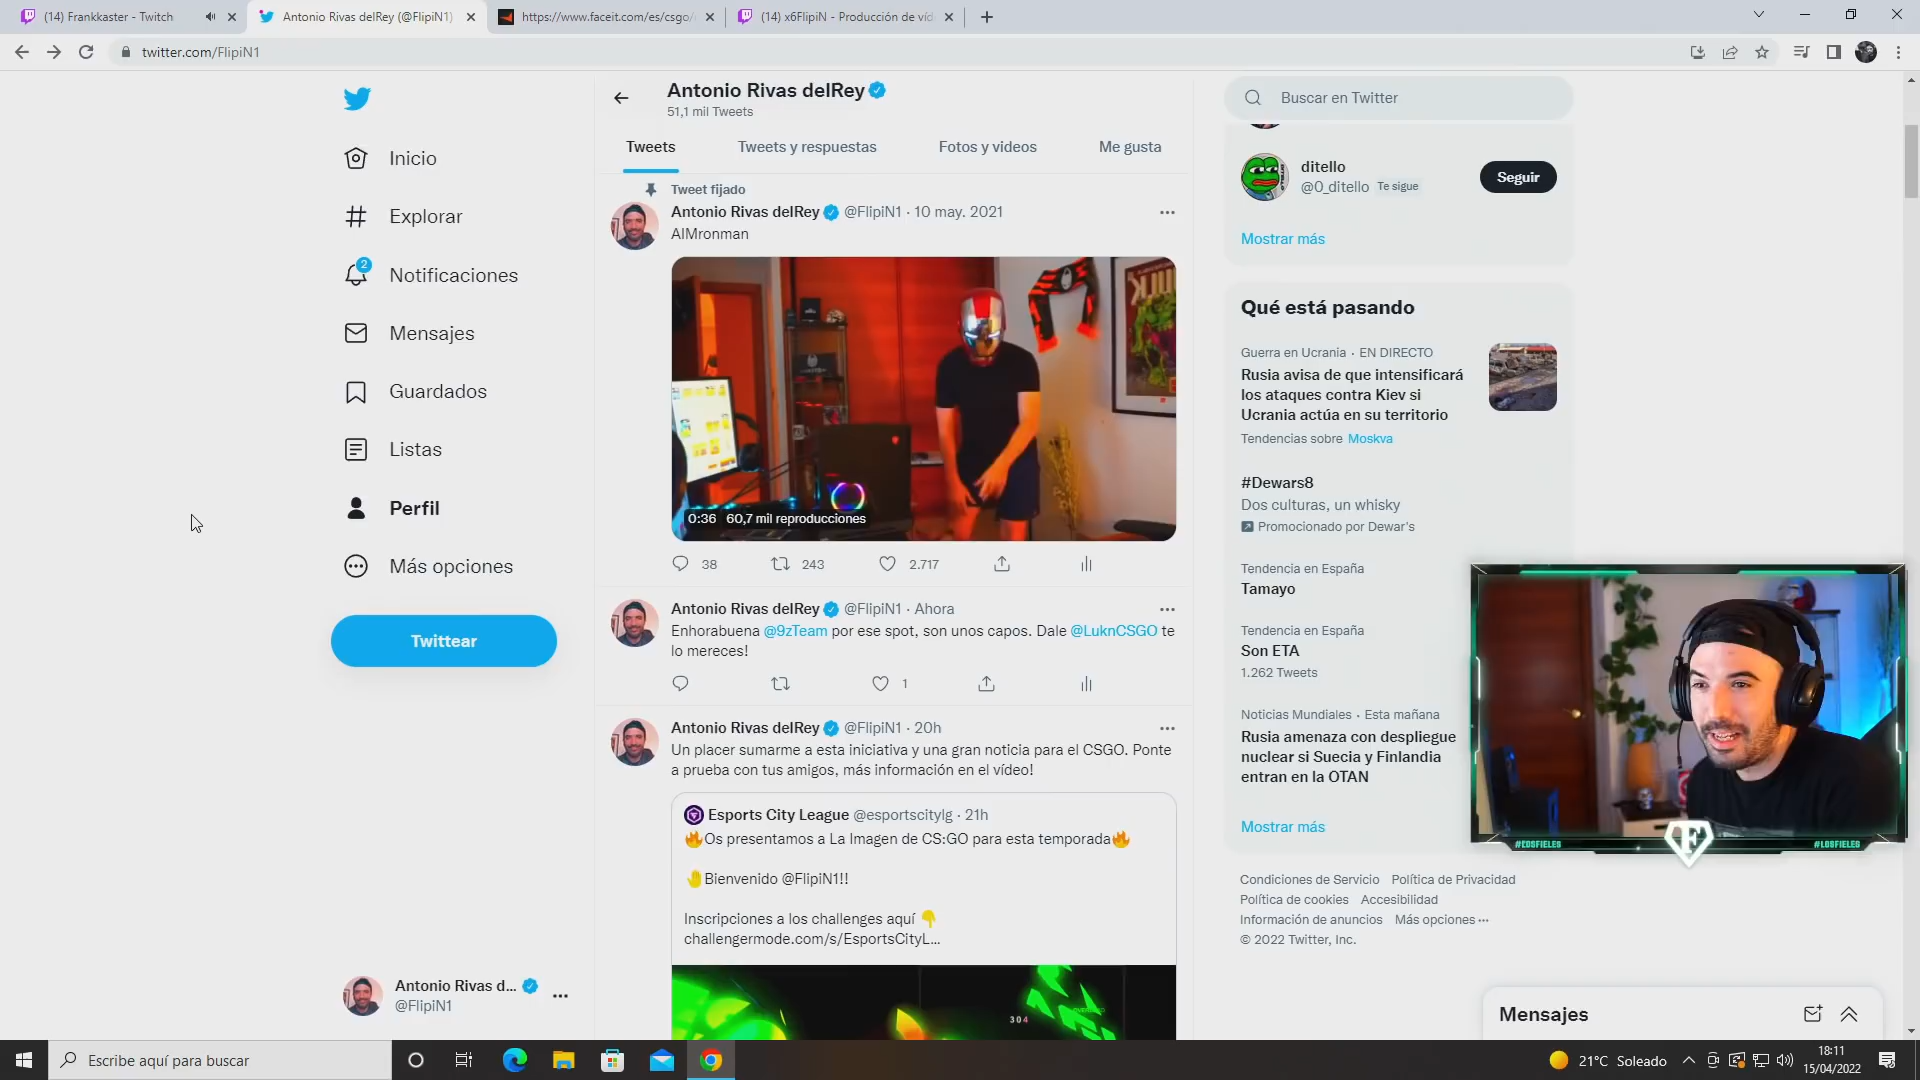 (14) Frankkaster - Twitch
Antonio Rivas delRey (@FlipiN1)
https://www.faceit.com/es/csgo/
(14) x6FlipiN - Producción de víd
twitter.com/FlipiN1
Antonio Rivas delRey
51,1 mil Tweets
Tweets
Tweets y respuestas
Fotos y videos
Me gusta
Inicio
Explorar
2
Notificaciones
Mensajes
Guardados
Listas
Perfil
Más opciones
Twittear
Antonio Rivas d...
@FlipiN1
Tweet fijado
Antonio Rivas delRey @FlipiN1 · 10 may. 2021
AIMronman
0:36 60,7 mil reproducciones
38
243
2.717
Antonio Rivas delRey @FlipiN1 · Ahora
Enhorabuena @9zTeam por ese spot, son unos capos. Dale @LuknCSGO te
lo mereces!
1
Antonio Rivas delRey @FlipiN1 · 20h
Un placer sumarme a esta iniciativa y una gran noticia para el CSGO. Ponte
a prueba con tus amigos, más información en el vídeo!
Esports City League @esportscitylg · 21h
🔥Os presentamos a La Imagen de CS:GO para esta temporada🔥
🤚Bienvenido @FlipiN1!!
Inscripciones a los challenges aquí 👇
challengermode.com/s/EsportsCityL...
304
Buscar en Twitter
ditello
@0_ditello Te sigue
Seguir
Mostrar más
Qué está pasando
Guerra en Ucrania · EN DIRECTO
Rusia avisa de que intensificará
los ataques contra Kiev si
Ucrania actúa en su territorio
Tendencias sobre Moskva
#Dewars8
Dos culturas, un whisky
Promocionado por Dewar's
Tendencia en España
Tamayo
Tendencia en España
Son ETA
1.262 Tweets
Noticias Mundiales · Esta mañana
Rusia amenaza con despliegue
nuclear si Suecia y Finlandia
entran en la OTAN
Mostrar más
#LOSFIELES
F
Condiciones de Servicio Política de Privacidad
Política de cookies Accesibilidad
Información de anuncios Más opciones ···
© 2022 Twitter, Inc.
Mensajes
Escribe aquí para buscar
21°C Soleado
18:11
15/04/2022